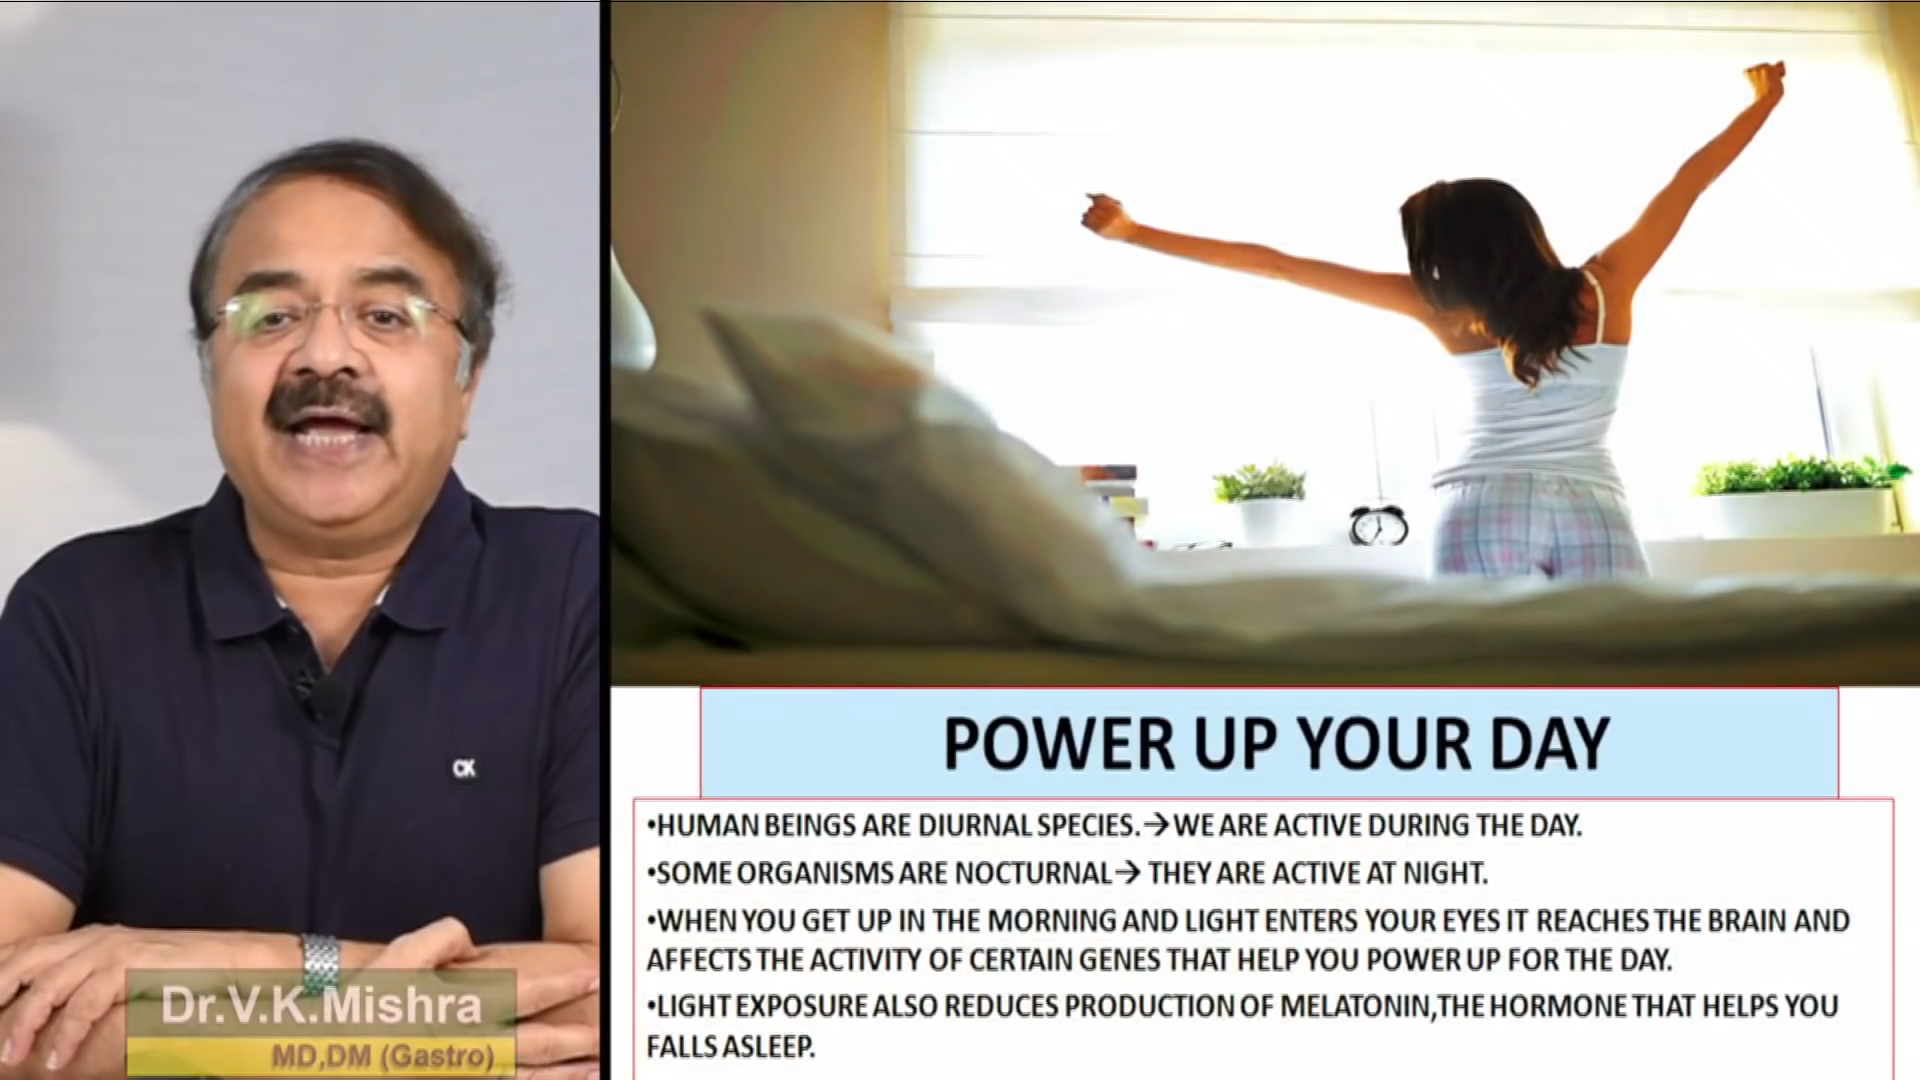 CK
Dr.V.K.Mishra
MD,DM (Gastro)
POWER UP YOUR DAY
•HUMAN BEINGS ARE DIURNAL SPECIES.→WE ARE ACTIVE DURING THE DAY.
•SOME ORGANISMS ARE NOCTURNAL→ THEY ARE ACTIVE AT NIGHT.
•WHEN YOU GET UP IN THE MORNING AND LIGHT ENTERS YOUR EYES IT REACHES THE BRAIN AND
AFFECTS THE ACTIVITY OF CERTAIN GENES THAT HELP YOU POWER UP FOR THE DAY.
•LIGHT EXPOSURE ALSO REDUCES PRODUCTION OF MELATONIN,THE HORMONE THAT HELPS YOU
FALLS ASLEEP.